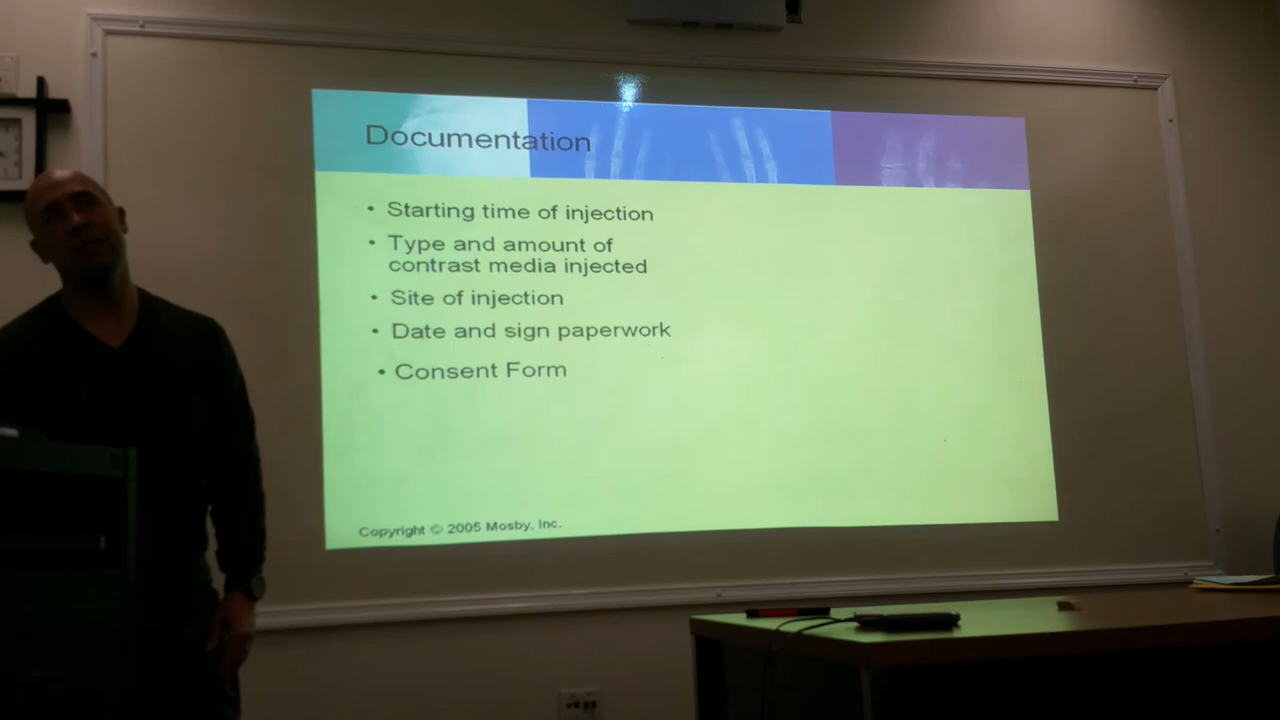 Documentation
• Starting time of injection
• Type and amount of
contrast media injected
• Site of injection
• Date and sign paperwork
• Consent Form
Copyright © 2005 Mosby, Inc.